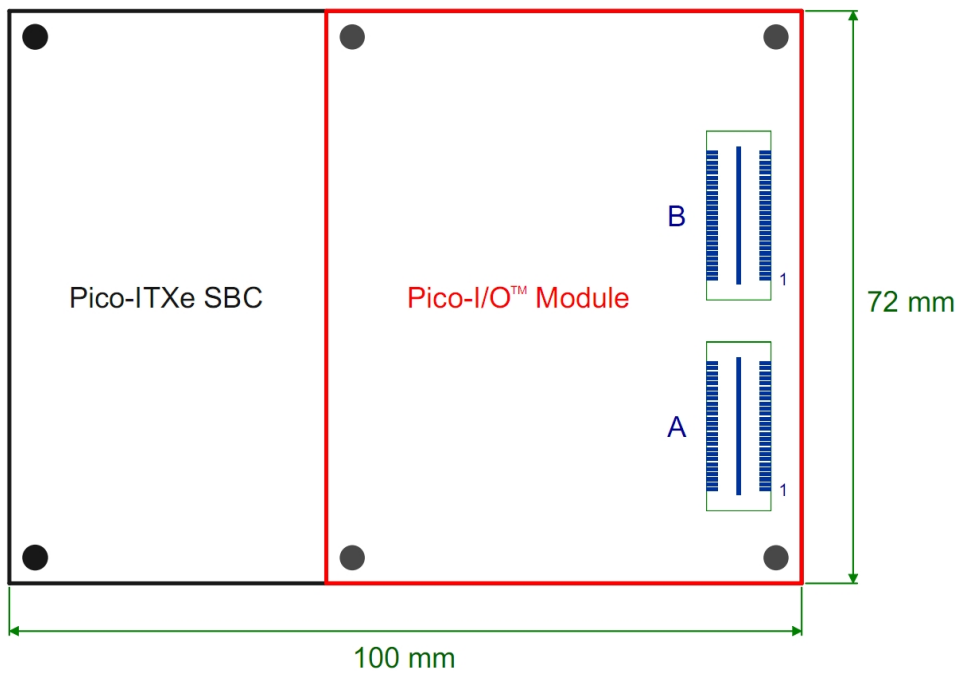 B
1
Pico-ITXe SBC
Pico-I/O™ Module
72 mm
A
1
100 mm